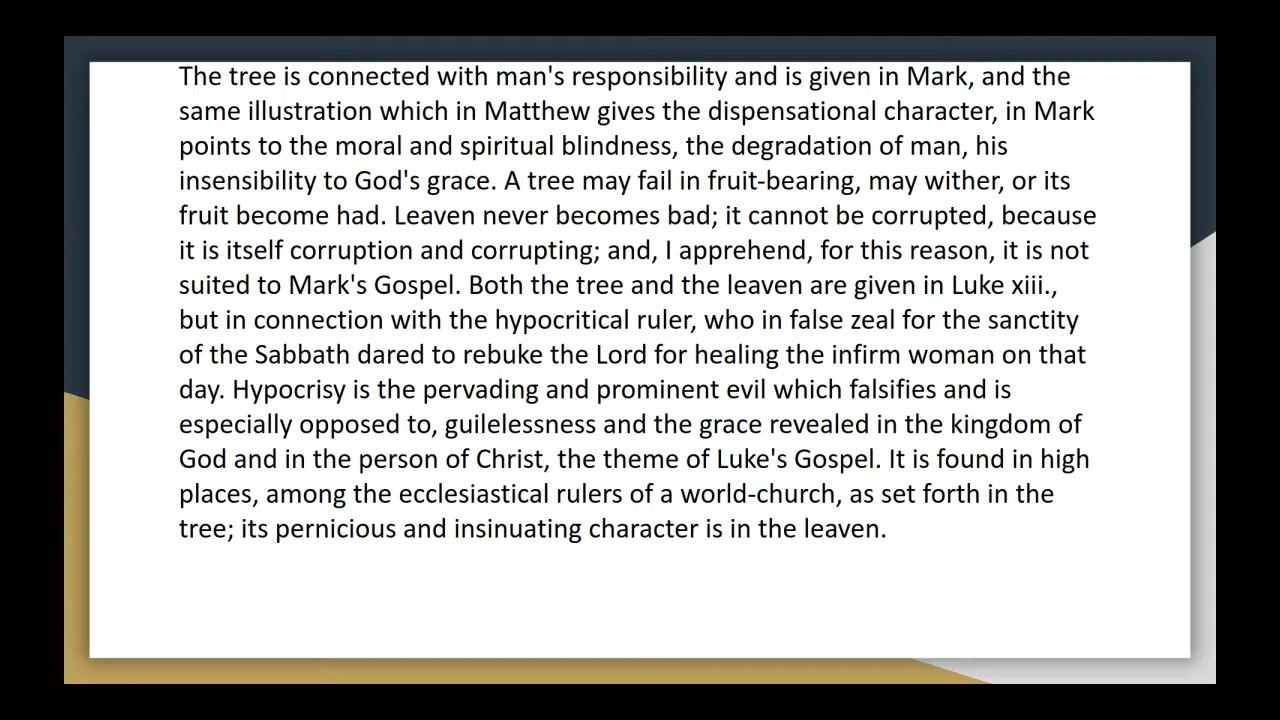 The tree is connected with man's responsibility and is given in Mark, and the
same illustration which in Matthew gives the dispensational character, in Mark
points to the moral and spiritual blindness, the degradation of man, his
insensibility to God's grace. A tree may fail in fruit-bearing, may wither, or its
fruit become had. Leaven never becomes bad; it cannot be corrupted, because
it is itself corruption and corrupting; and, I apprehend, for this reason, it is not
suited to Mark's Gospel. Both the tree and the leaven are given in Luke xiii.,
but in connection with the hypocritical ruler, who in false zeal for the sanctity
of the Sabbath dared to rebuke the Lord for healing the infirm woman on that
day. Hypocrisy is the pervading and prominent evil which falsifies and is
especially opposed to, guilelessness and the grace revealed in the kingdom of
God and in the person of Christ, the theme of Luke's Gospel. It is found in high
places, among the ecclesiastical rulers of a world-church, as set forth in the
tree; its pernicious and insinuating character is in the leaven.